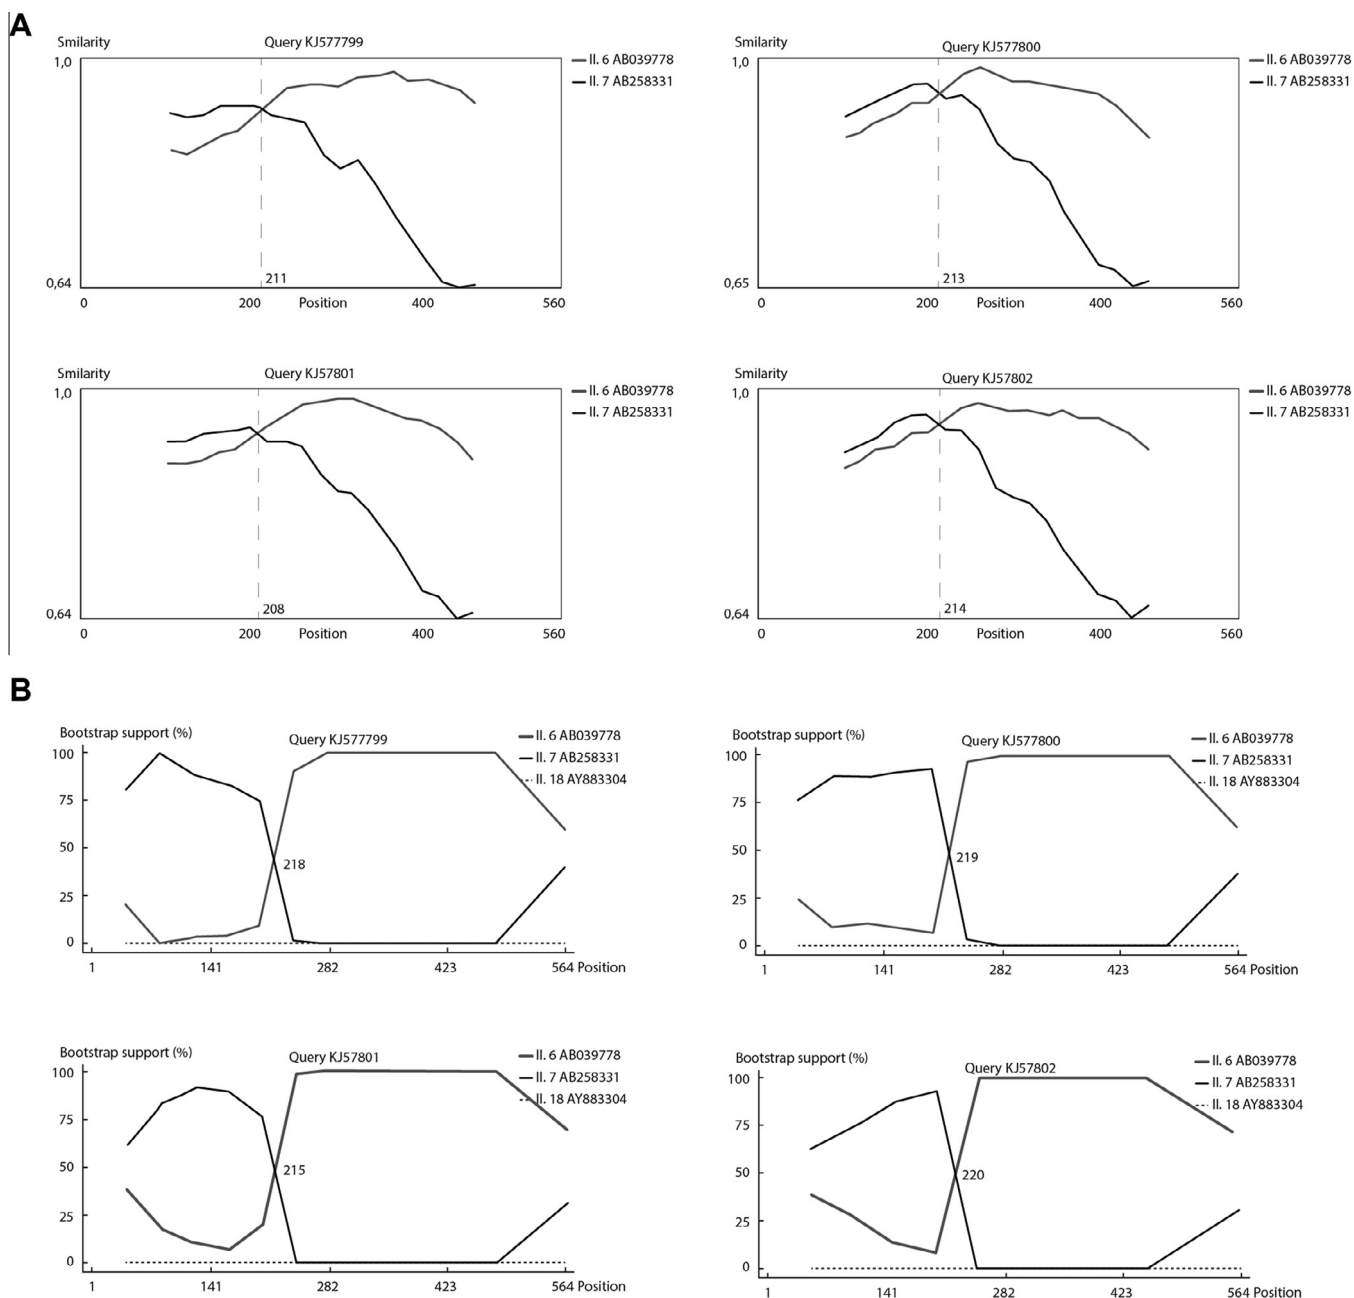 A
Smilarity
Query KJ577799
1,0
II. 6 AB039778
II. 7 AB258331
0,64
211
0
200
Position
400
560
Smilarity
Query KJ577800
1,0
II. 6 AB039778
II. 7 AB258331
0,65
213
0
200
Position
400
560
Smilarity
Query KJ57801
1,0
II. 6 AB039778
II. 7 AB258331
0,64
208
0
200
Position
400
560
Smilarity
Query KJ57802
1,0
II. 6 AB039778
II. 7 AB258331
0,64
214
0
200
Position
400
560
B
Bootstrap support (%)
Query KJ577799
II. 6 AB039778
II. 7 AB258331
II. 18 AY883304
100
75
50
25
0
218
1
141
282
423
564 Position
Bootstrap support (%)
Query KJ577800
II. 6 AB039778
II. 7 AB258331
II. 18 AY883304
100
75
50
25
0
219
1
141
282
423
564 Position
Bootstrap support (%)
Query KJ57801
II. 6 AB039778
II. 7 AB258331
II. 18 AY883304
100
75
50
25
0
215
1
141
282
423
564 Position
Bootstrap support (%)
Query KJ57802
II. 6 AB039778
II. 7 AB258331
II. 18 AY883304
100
75
50
25
0
220
1
141
282
423
564 Position